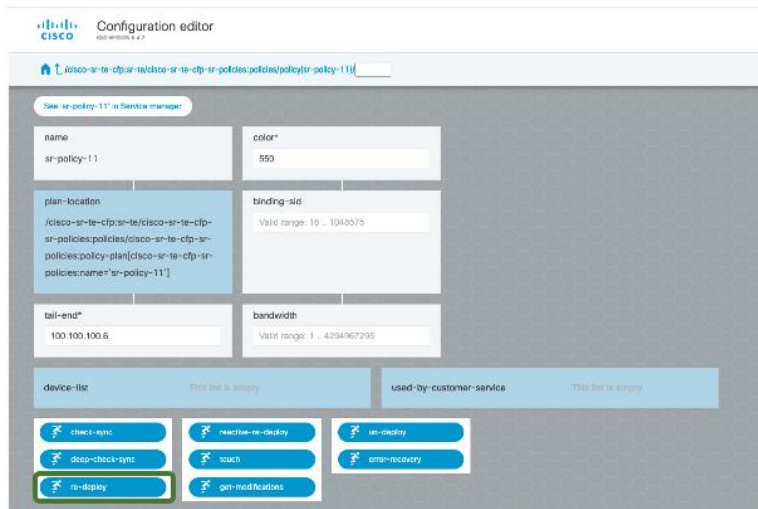 CISCO
Configuration editor
NSO VERSION 5.4.2
/cisco-sr-te-cfp:sr-te/cisco-sr-te-cfp-sr-policies:policies/policy{sr-policy-11}/
See 'sr-policy-11' in Service manager
name
sr-policy-11
color*
550
plan-location
/cisco-sr-te-cfp:sr-te/cisco-sr-te-cfp-
sr-policies:policies/cisco-sr-te-cfp-sr-
policies:policy-plan[cisco-sr-te-cfp-sr-
policies:name='sr-policy-11']
binding-sid
Valid range: 16 .. 1048575
tail-end*
100.100.100.6
bandwidth
Valid range: 1 .. 4294967295
device-list
This list is empty
used-by-customer-service
This list is empty
check-sync
reactive-re-deploy
un-deploy
deep-check-sync
touch
error-recovery
re-deploy
get-modifications